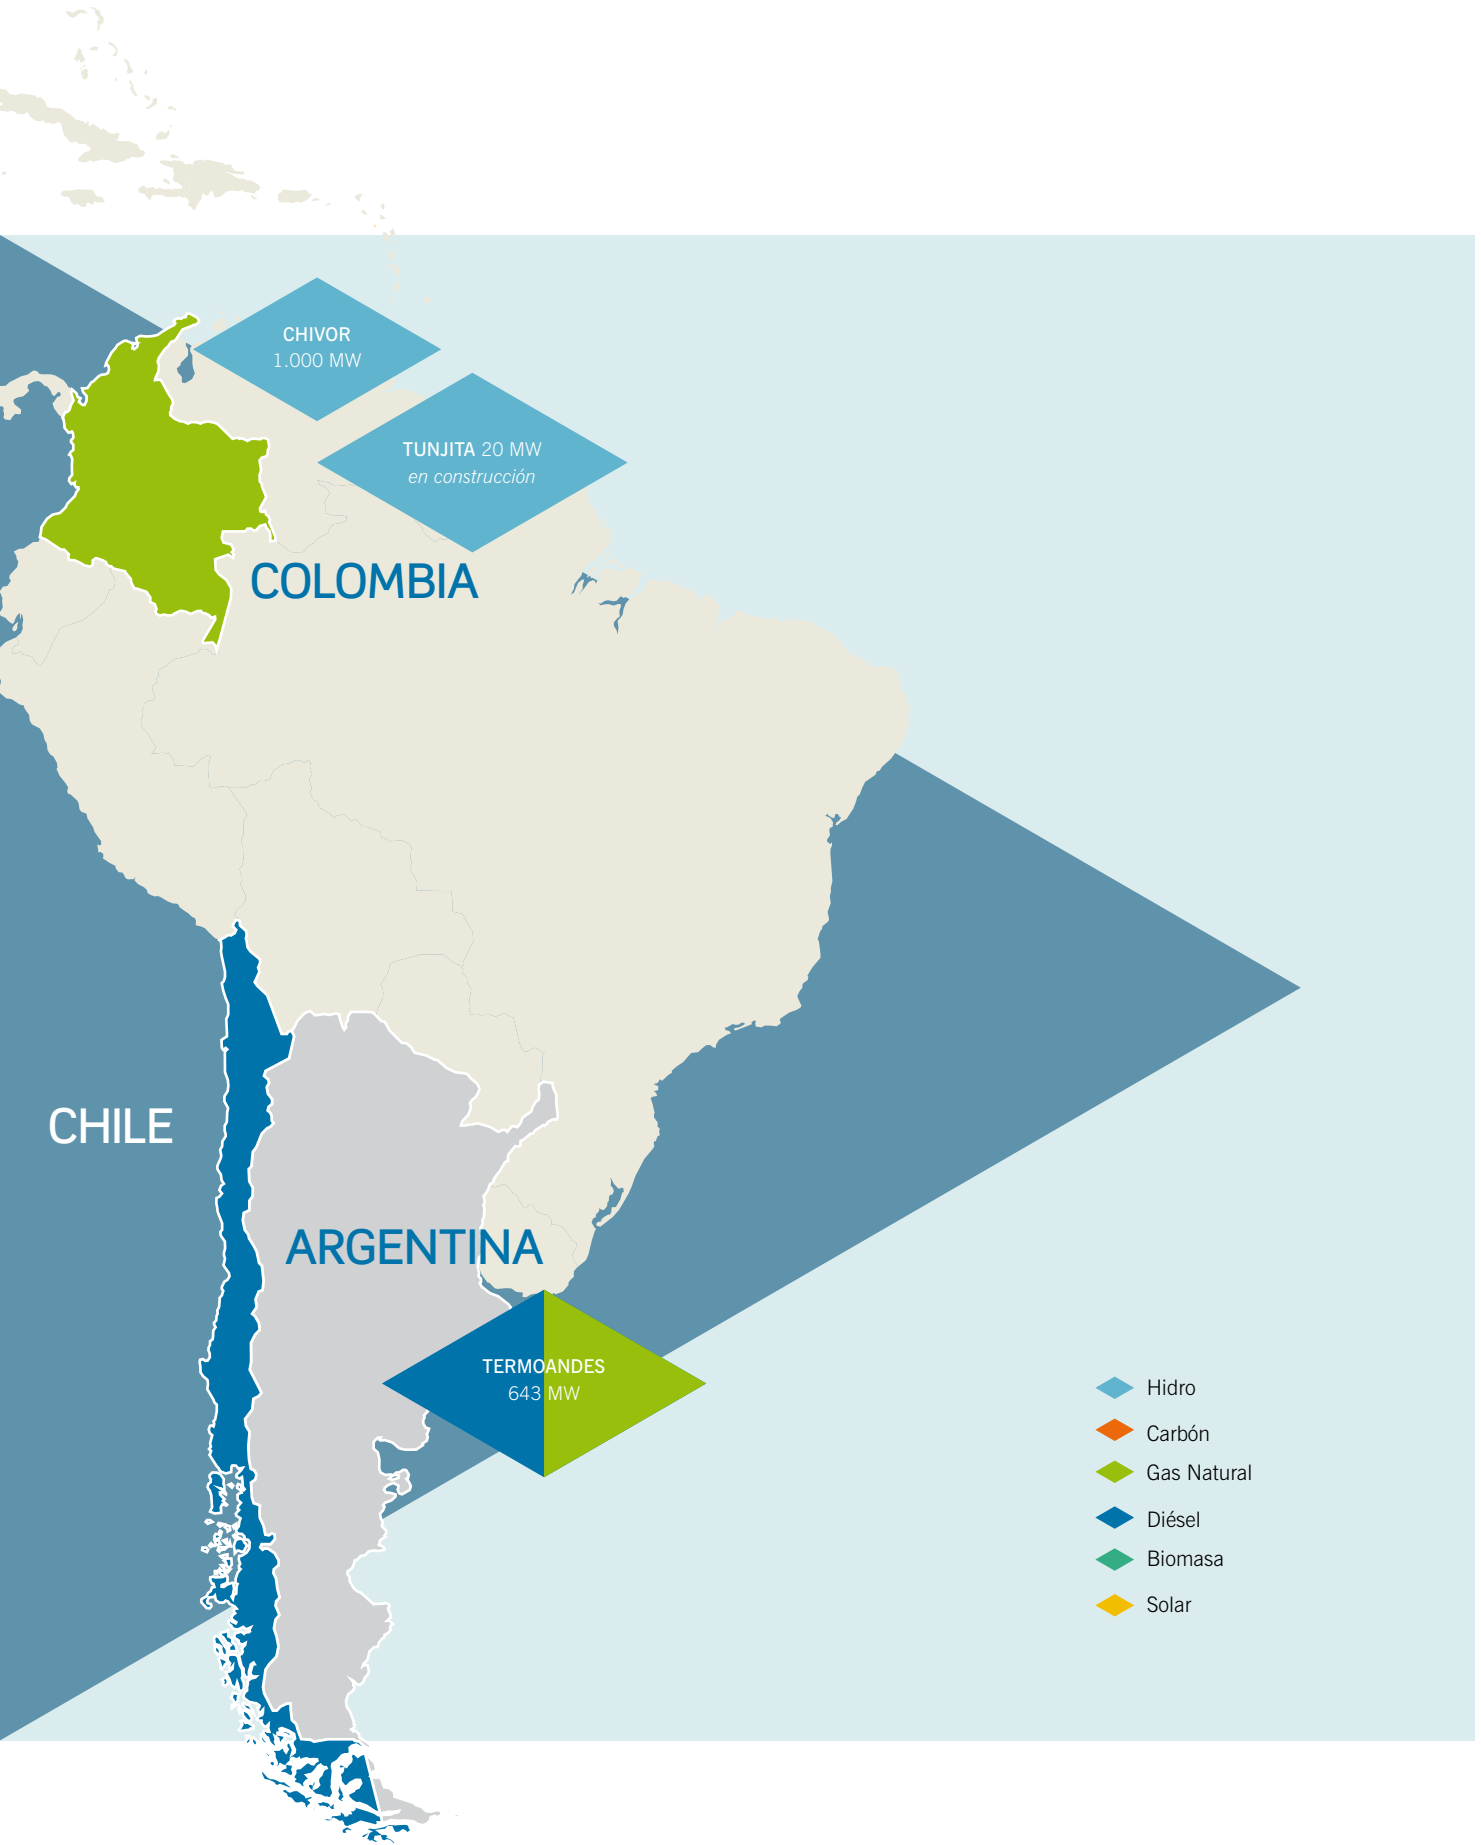 CHIVOR
1.000 MW
TUNJITA 20 MW
en construcción
COLOMBIA
CHILE
ARGENTINA
TERMOANDES
643 MW
Hidro
Carbón
Gas Natural
Diésel
Biomasa
Solar